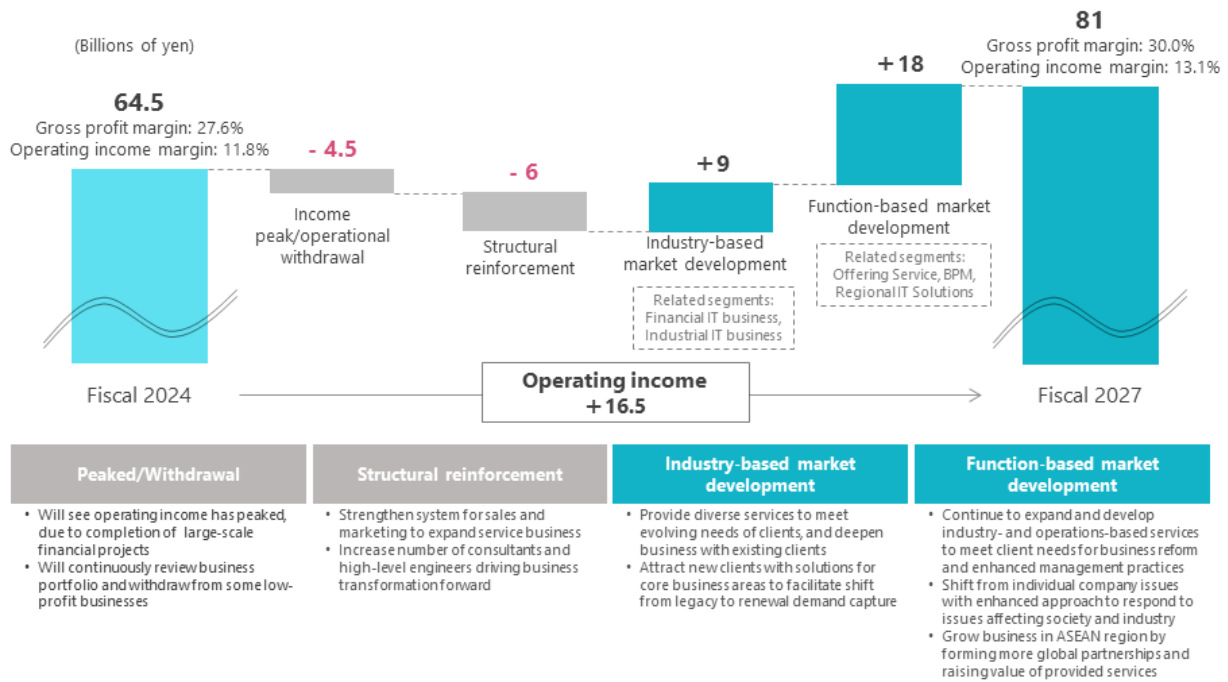 (Billions of yen)
64.5
Gross profit margin: 27.6%
Operating income margin: 11.8%
- 4.5
Income
peak/operational
withdrawal
- 6
Structural
reinforcement
+9
Industry-based
market development
Related segments:
Financial IT business,
Industrial IT business
+18
Function-based market
development
Related segments:
Offering Service, BPM,
Regional IT Solutions
81
Gross profit margin: 30.0%
Operating income margin: 13.1%
Fiscal 2024
Operating income
+16.5
Fiscal 2027
Peaked/Withdrawal
• Will see operating income has peaked,
due to completion of large-scale
financial projects
• Will continuously review business
portfolio and withdraw from some low-
profit businesses
Structural reinforcement
• Strengthen system for sales and
marketing to expand service business
• Increase number of consultants and
high-level engineers driving business
transformation forward
Industry-based market
development
• Provide diverse services to meet
evolving needs of clients, and deepen
business with existing clients
• Attract new clients with solutions for
core business areas to facilitate shift
from legacy to renewal demand capture
Function-based market
development
• Continue to expand and develop
industry- and operations-based services
to meet client needs for business reform
and enhanced management practices
• Shift from individual company issues
with enhanced approach to respond to
issues affecting society and industry
• Grow business in ASEAN region by
forming more global partnerships and
raising value of provided services